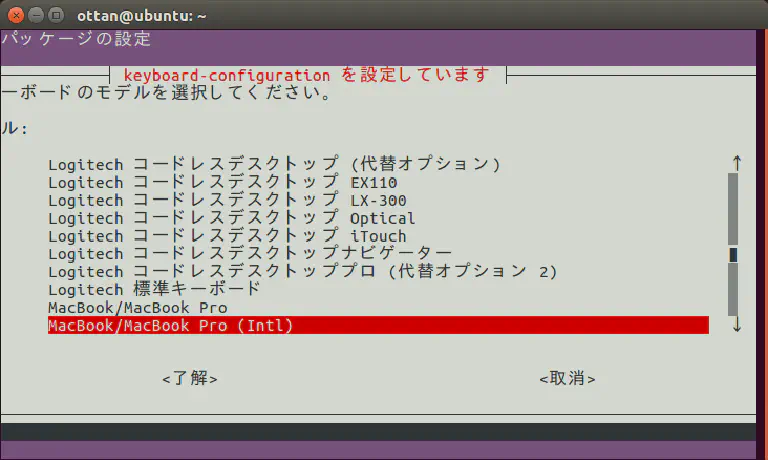 ottan@ubuntu: ~
パッケージの設定
keyboard-configuration を設定しています
ーボードのモデルを選択してください。
ル:
Logitech コードレスデスクトップ (代替オプション)
Logitech コードレスデスクトップ EX110
Logitech コードレスデスクトップ LX-300
Logitech コードレスデスクトップ Optical
Logitech コードレスデスクトップ iTouch
Logitech コードレスデスクトップナビゲーター
Logitech コードレスデスクトッププロ (代替オプション 2)
Logitech 標準キーボード
MacBook/MacBook Pro
MacBook/MacBook Pro (Intl)
<了解> <取消>